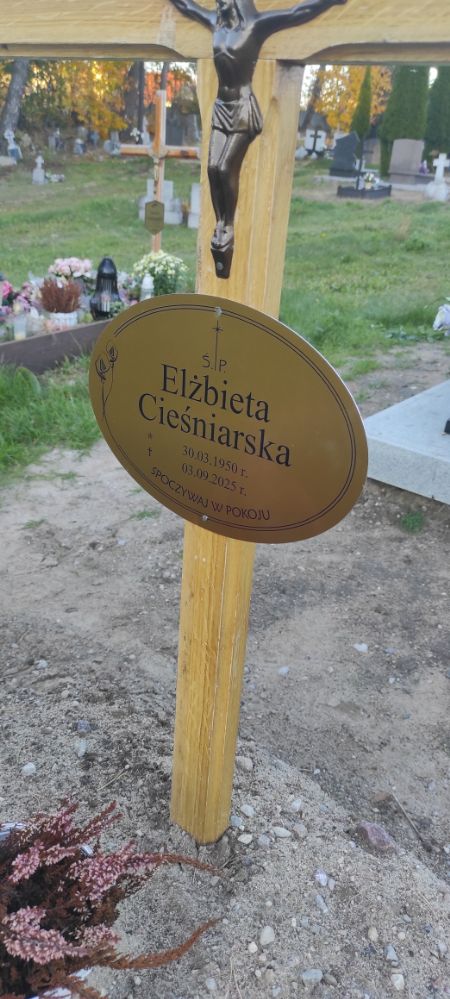 Ś.P.
Elżbieta
Cieśniarska
* 30.03.1950 r.
† 03.09.2025 r.
SPOCZYWAJ W POKOJU